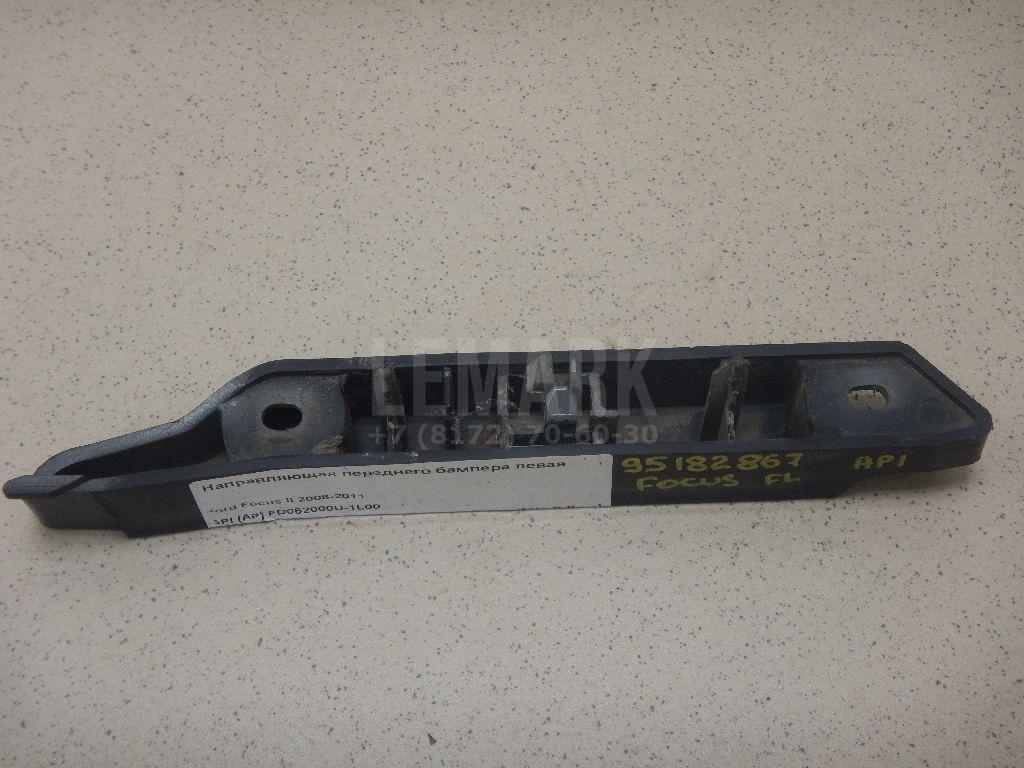 LEMARK
+7 (8172) 70-60-30
Направляющая переднего бампера левая
Ford Focus II 2008-2011
API (АР) FD062000U-1L00
95182867 API
FOCUS FL